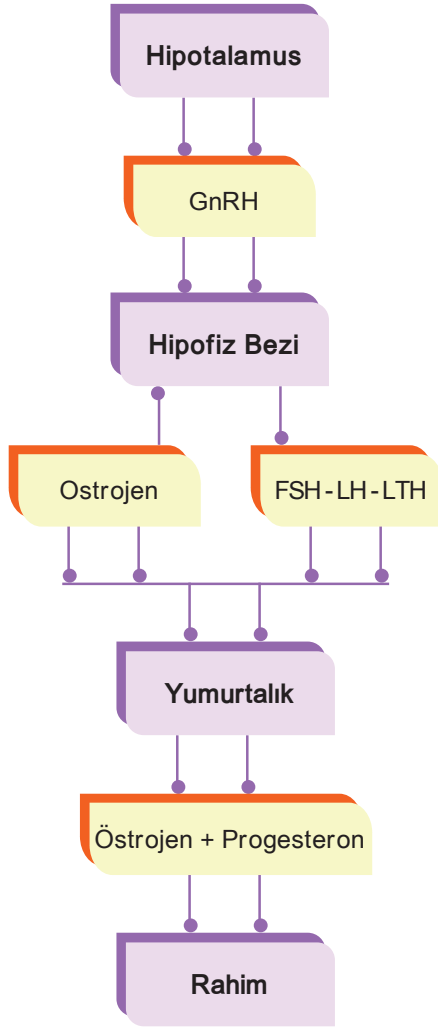 Hipotalamus
GnRH
Hipofiz Bezi
Ostrojen
FSH-LH-LTH
Yumurtalık
Östrojen + Progesteron
Rahim